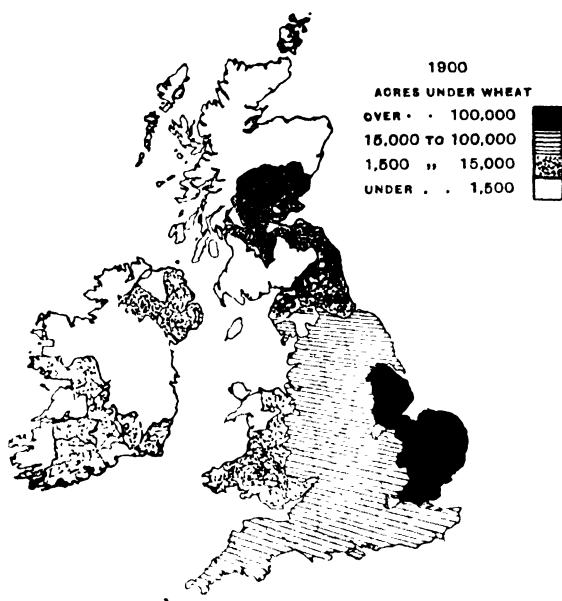 1900
ACRES UNDER WHEAT
OVER · · 100,000
15,000 TO 100,000
1,500 „ 15,000
UNDER . . 1,500